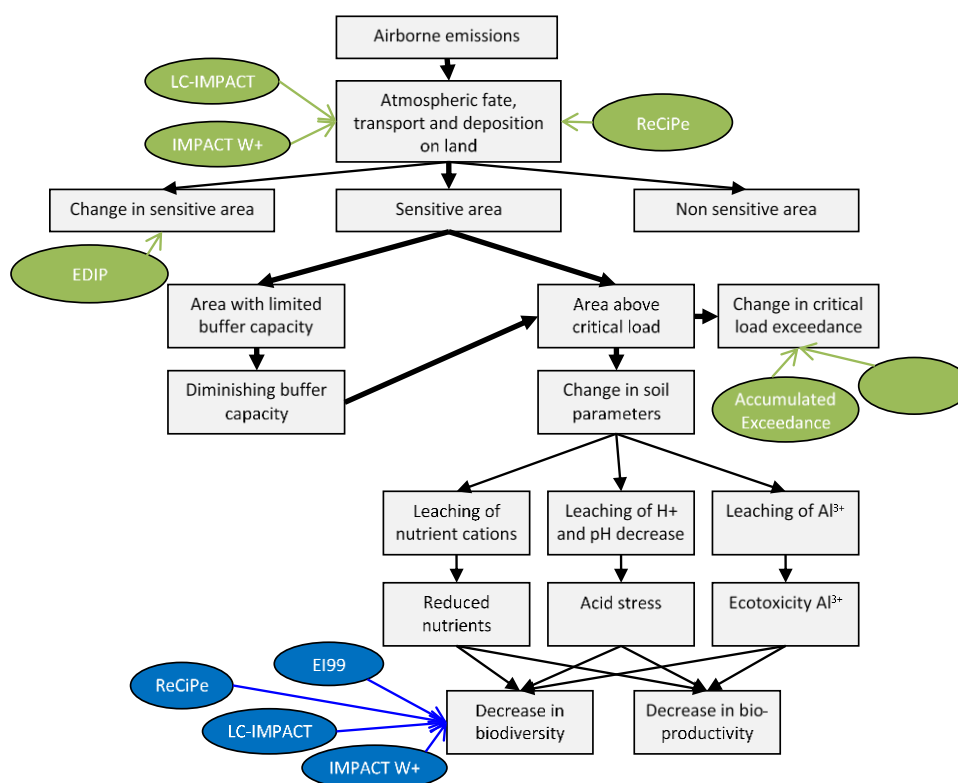 Airborne emissions
LC-IMPACT
Atmospheric fate,
transport and deposition
on land
ReCiPe
IMPACT W+
Change in sensitive area
Sensitive area
Non sensitive area
EDIP
Area with limited
buffer capacity
Area above
critical load
Change in critical
load exceedance
Diminishing buffer
capacity
Change in soil
parameters
Accumulated
Exceedance
Leaching of
nutrient cations
Leaching of H+
and pH decrease
Leaching of Al³⁺
Reduced
nutrients
Acid stress
Ecotoxicity Al³⁺
EI99
ReCiPe
LC-IMPACT
IMPACT W+
Decrease in
biodiversity
Decrease in bio-
productivity